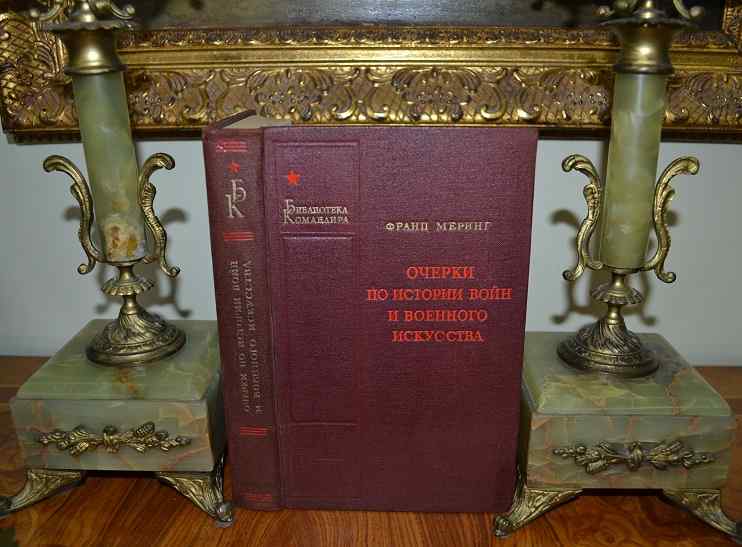 БК
ОЧЕРКИ ПО ИСТОРИИ ВОЙН
И ВОЕННОГО ИСКУССТВА
БИБЛИОТЕКА
КОМАНДИРА
ФРАНЦ МЕРИНГ
ОЧЕРКИ
ПО ИСТОРИИ ВОЙН
И ВОЕННОГО
ИСКУССТВА